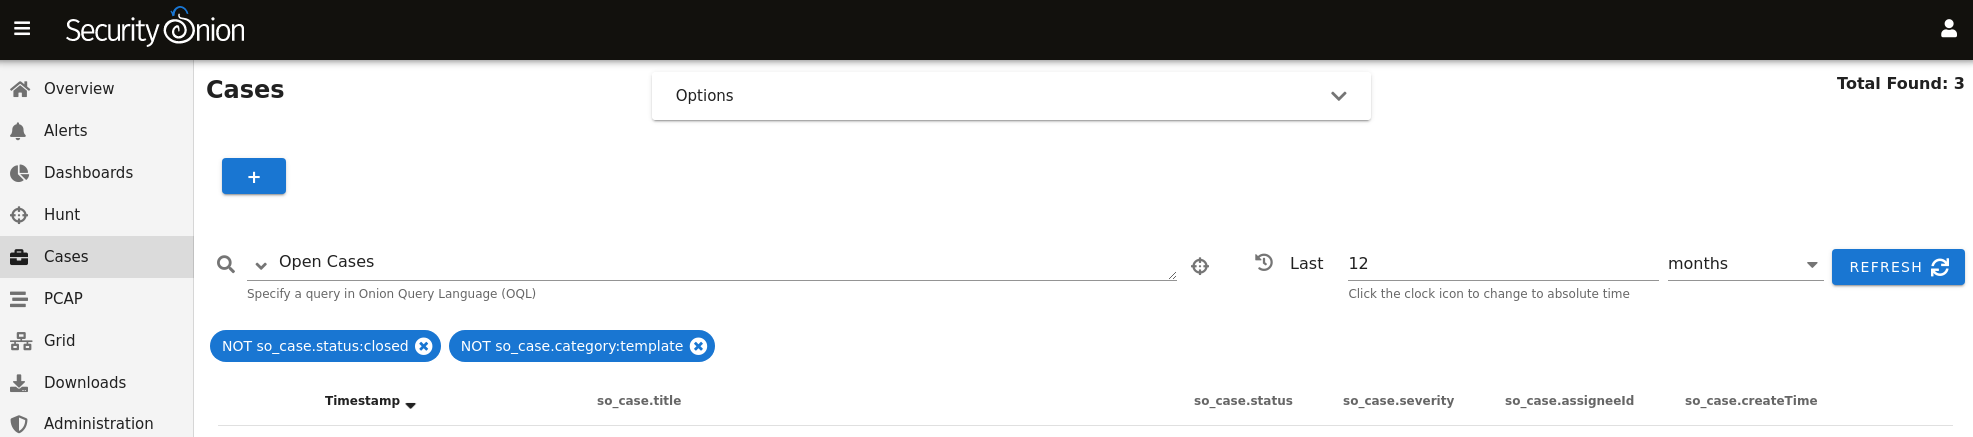 Security Onion
Overview
Alerts
Dashboards
Hunt
Cases
PCAP
Grid
Downloads
Administration
Cases
Options
Total Found: 3
+
Open Cases
Specify a query in Onion Query Language (OQL)
Last 12 months REFRESH
Click the clock icon to change to absolute time
NOT so_case.status:closed NOT so_case.category:template
Timestamp so_case.title so_case.status so_case.severity so_case.assigneeId so_case.createTime